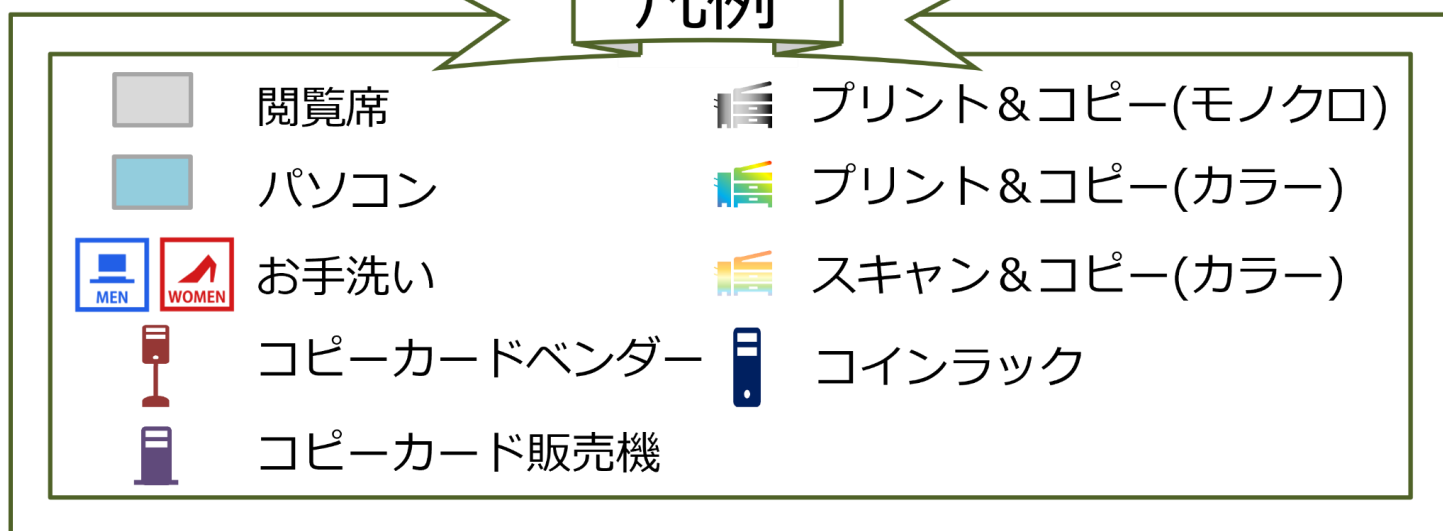 凡例
閲覧席
パソコン
MEN
WOMEN
お手洗い
コピーカードベンダー
コピーカード販売機
プリント＆コピー(モノクロ)
プリント＆コピー(カラー)
スキャン＆コピー(カラー)
コインラック